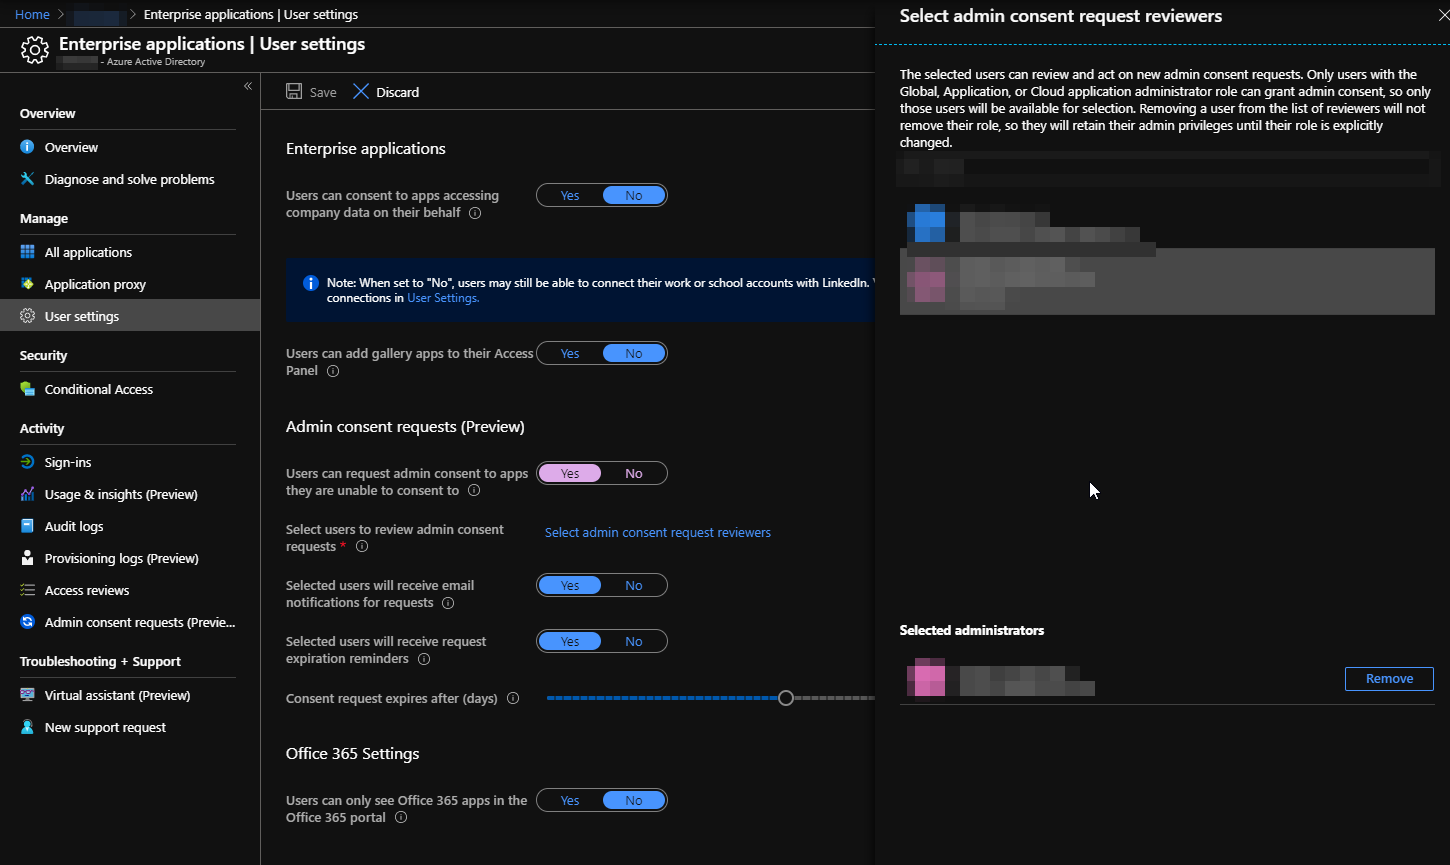 Home > Enterprise applications | User settings
Enterprise applications | User settings
- Azure Active Directory
«
Overview
Overview
Diagnose and solve problems
Manage
All applications
Application proxy
User settings
Security
Conditional Access
Activity
Sign-ins
Usage & insights (Preview)
Audit logs
Provisioning logs (Preview)
Access reviews
Admin consent requests (Previe...
Troubleshooting + Support
Virtual assistant (Preview)
New support request
Save Discard
Enterprise applications
Users can consent to apps accessing
company data on their behalf
Yes No
Note: When set to "No", users may still be able to connect their work or school accounts with LinkedIn.
connections in User Settings.
Users can add gallery apps to their Access
Panel
Yes No
Admin consent requests (Preview)
Users can request admin consent to apps
they are unable to consent to
Yes No
Select users to review admin consent
requests *
Select admin consent request reviewers
Selected users will receive email
notifications for requests
Yes No
Selected users will receive request
expiration reminders
Yes No
Consent request expires after (days)
Office 365 Settings
Users can only see Office 365 apps in the
Office 365 portal
Yes No
Select admin consent request reviewers
The selected users can review and act on new admin consent requests. Only users with the
Global, Application, or Cloud application administrator role can grant admin consent, so only
those users will be available for selection. Removing a user from the list of reviewers will not
remove their role, so they will retain their admin privileges until their role is explicitly
changed.
Selected administrators
Remove